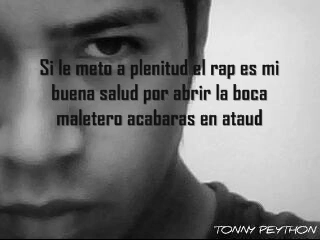 Si le meto a plenitud el rap es mi
buena salud por abrir la boca
maletero acabaras en ataud
TONNY PEYTHON